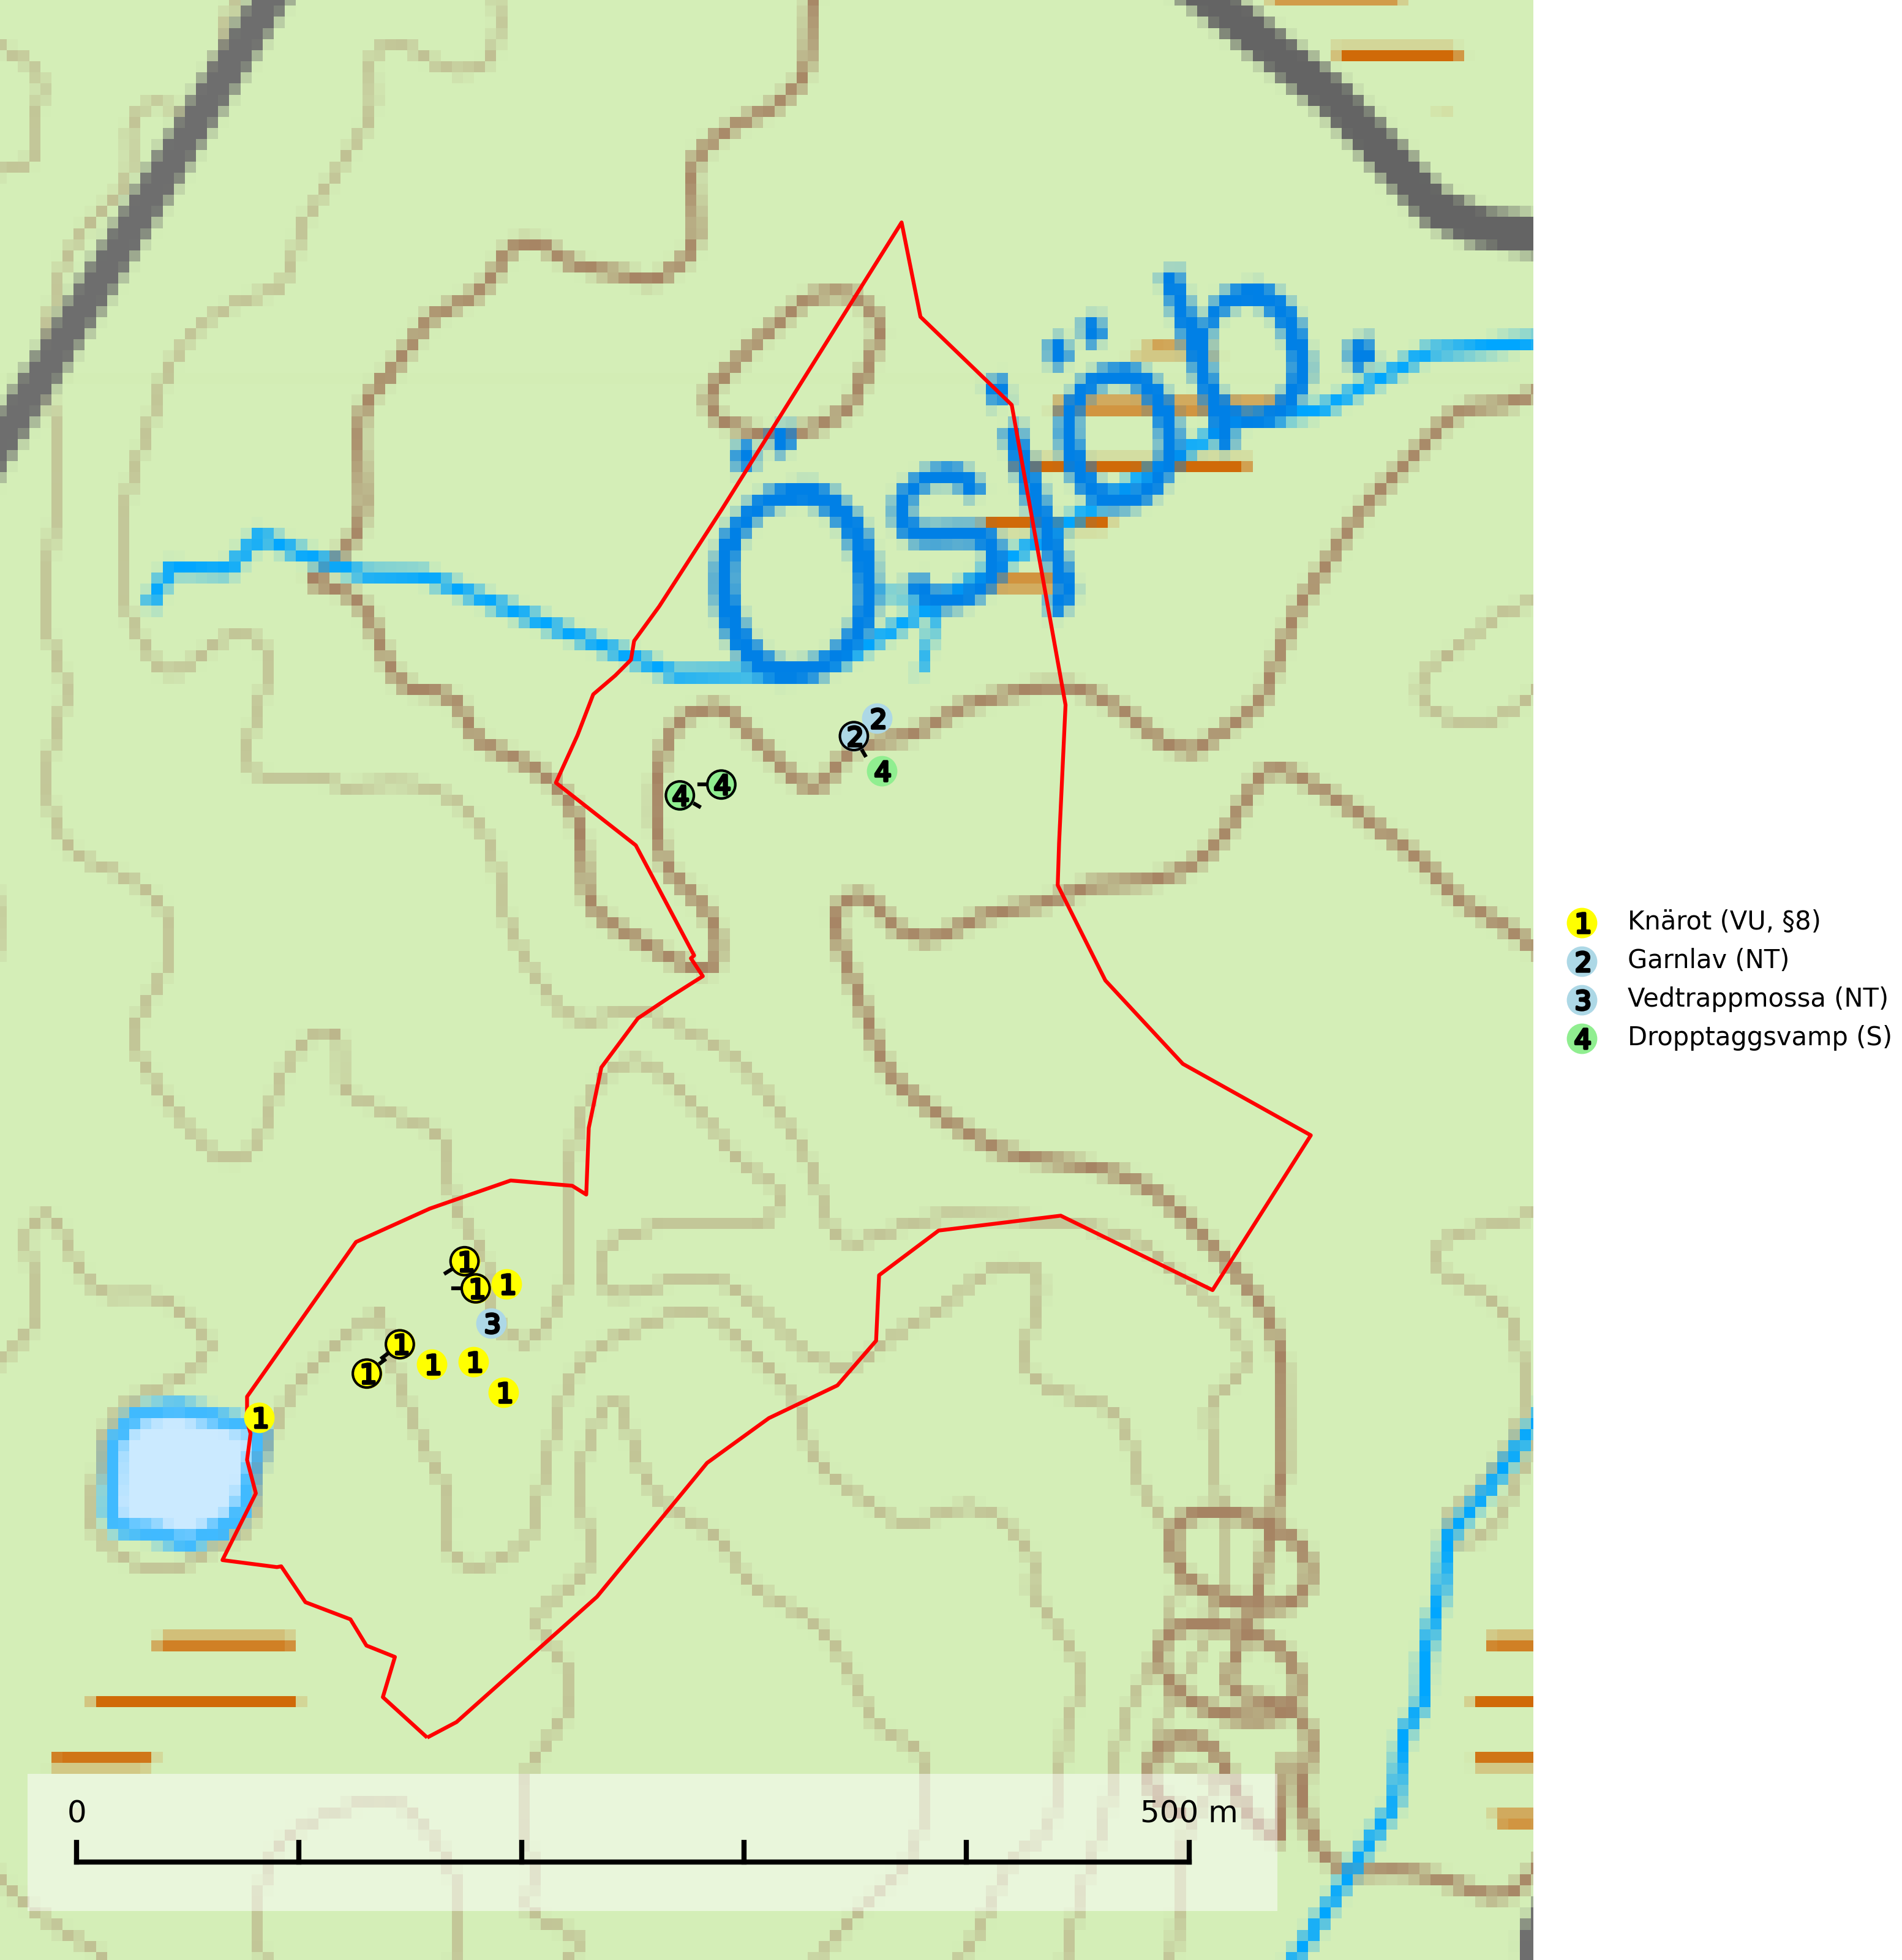 Ösjöb.
2
2
4
4
4
1
1
1
3
1
1
1
1
1
1
0 500 m
1 Knärot (VU, §8)
2 Garnlav (NT)
3 Vedtrappmossa (NT)
4 Dropptaggsvamp (S)